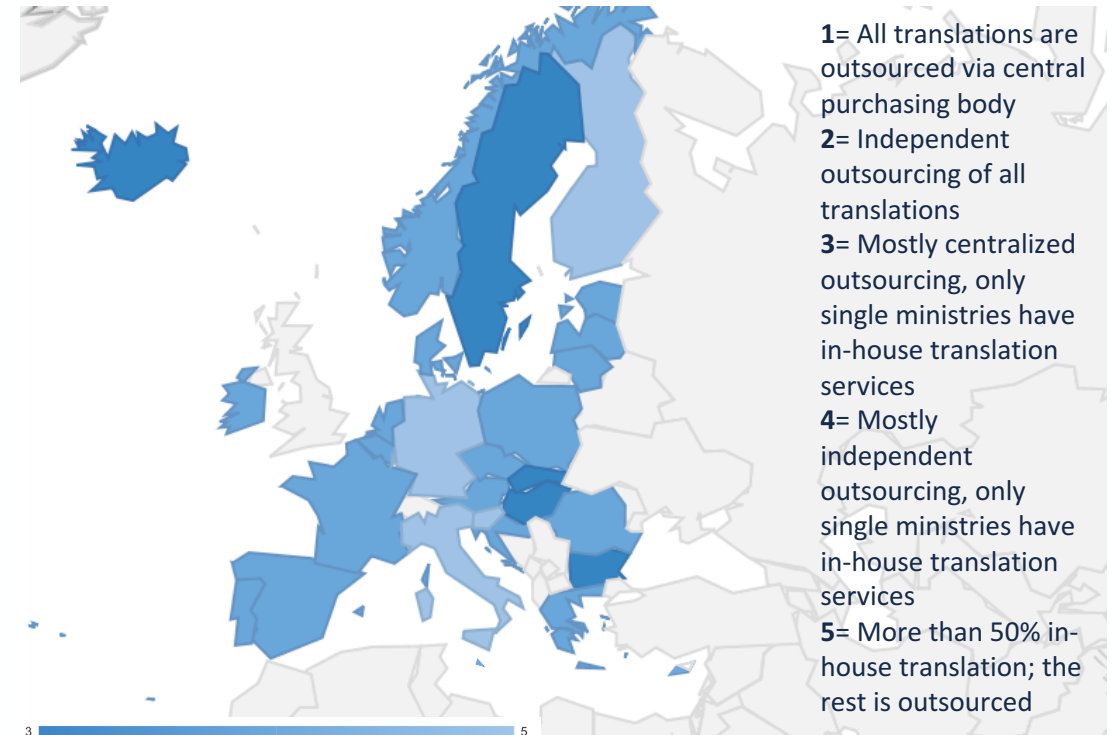 1= All translations are
outsourced via central
purchasing body
2= Independent
outsourcing of all
translations
3= Mostly centralized
outsourcing, only
single ministries have
in-house translation
services
4= Mostly
independent
outsourcing, only
single ministries have
in-house translation
services
5= More than 50% in-
house translation; the
rest is outsourced
3 5